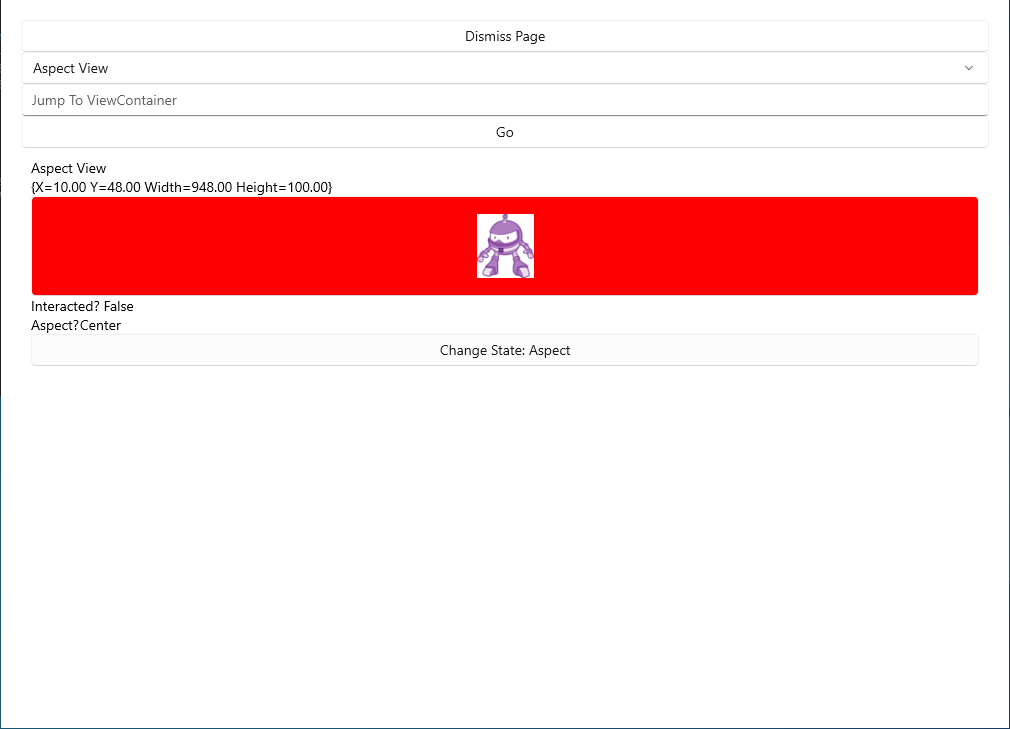 Dismiss Page
Aspect View
Jump To ViewContainer
Go
Aspect View
{X=10.00 Y=48.00 Width=948.00 Height=100.00}
Interacted? False
Aspect?Center
Change State: Aspect